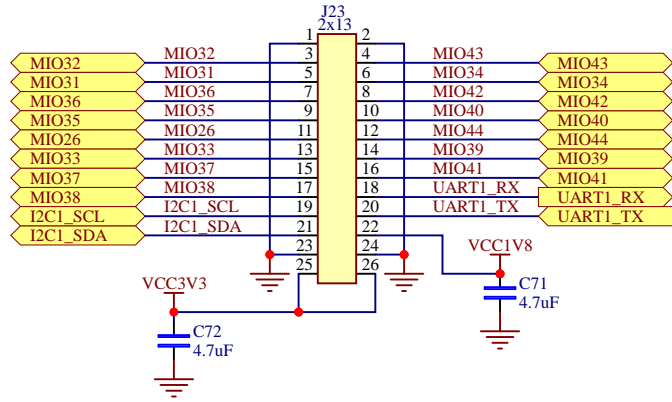 J23
2x13
1 2
MIO32 MIO32 3 4 MIO43 MIO43
MIO31 MIO31 5 6 MIO34 MIO34
MIO36 MIO36 7 8 MIO42 MIO42
MIO35 MIO35 9 10 MIO40 MIO40
MIO26 MIO26 11 12 MIO44 MIO44
MIO33 MIO33 13 14 MIO39 MIO39
MIO37 MIO37 15 16 MIO41 MIO41
MIO38 MIO38 17 18 UART1_RX UART1_RX
I2C1_SCL I2C1_SCL 19 20 UART1_TX UART1_TX
I2C1_SDA I2C1_SDA 21 22
23 24
25 26
VCC1V8
C71
4.7uF
VCC3V3
C72
4.7uF